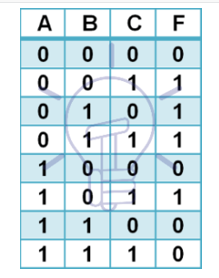 A B C F
0 0 0 0
0 0 1 1
0 1 0 1
0 1 1 1
1 0 0 0
1 0 1 1
1 1 0 0
1 1 1 0